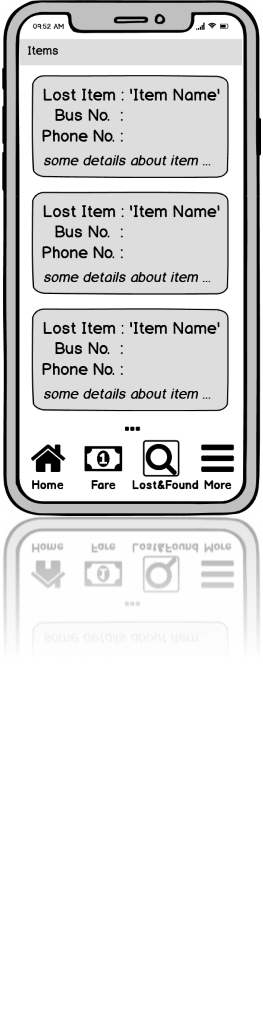 09:52 AM
Items
Lost Item : 'Item Name'
Bus No. :
Phone No. :
some details about item ...
Lost Item : 'Item Name'
Bus No. :
Phone No. :
some details about item ...
Lost Item : 'Item Name'
Bus No. :
Phone No. :
some details about item ...
...
1
Home Fare Lost&Found More